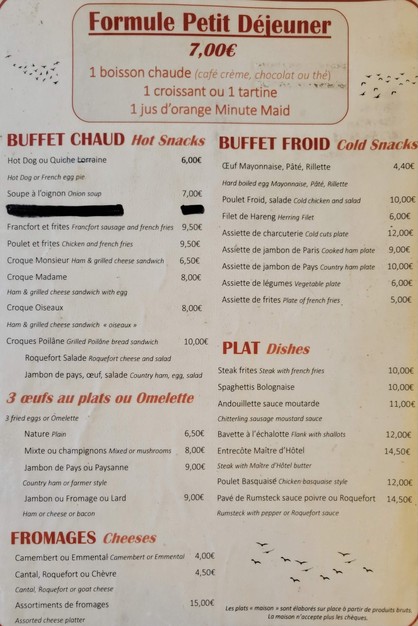 Formule Petit Déjeuner
7,00€
1 boisson chaude (café crème, chocolat ou thé)
1 croissant ou 1 tartine
1 jus d'orange Minute Maid
BUFFET CHAUD Hot Snacks
Hot Dog ou Quiche Lorraine 6,00€
Hot Dog or French egg pie
Soupe à l'oignon Onion soup 7,00€
Francfort et frites Francfort sausage and french fries 9,50€
Poulet et frites Chicken and french fries 9,50€
Croque Monsieur Ham & grilled cheese sandwich 6,50€
Croque Madame 8,00€
Ham & grilled cheese sandwich with egg
Croque Oiseaux 8,00€
Ham & grilled cheese sandwich « oiseaux »
Croques Poilâne Grilled Poilâne bread sandwich 10,00€
Roquefort Salade Roquefort cheese and salad
Jambon de pays, œuf, salade Country ham, egg, salad
3 œufs au plats ou Omelette
3 fried eggs or Omelette
Nature Plain 6,50€
Mixte ou champignons Mixed or mushrooms 8,00€
Jambon de Pays ou Paysanne 9,00€
Country ham or farmer style
Jambon ou Fromage ou Lard 9,00€
Ham or cheese or bacon
FROMAGES Cheeses
Camembert ou Emmental Camembert or Emmental 4,00€
Cantal, Roquefort ou Chèvre 4,50€
Cantal, Roquefort or goat cheese
Assortiments de fromages 15,00€
Assorted cheese platter
BUFFET FROID Cold Snacks
Œuf Mayonnaise, Pâté, Rillette 4,40€
Hard boiled egg Mayonnaise, Pâté, Rillette
Poulet Froid, salade Cold chicken and salad 10,00€
Filet de Hareng Herring Filet 6,00€
Assiette de charcuterie Cold cuts plate 12,00€
Assiette de jambon de Paris Cooked ham plate 9,00€
Assiette de jambon de Pays Country ham plate 10,00€
Assiette de légumes Vegetable plate 6,00€
Assiette de frites Plate of french fries 5,00€
PLAT Dishes
Steak frites Steak with french fries 10,00€
Spaghettis Bolognaise 10,00€
Andouillette sauce moutarde 11,00€
Chitterling sausage moustard sauce
Bavette à l'échalotte Flank with shallots 12,00€
Entrecôte Maître d'Hôtel 14,50€
Steak with Maître d'Hôtel butter
Poulet Basquaise Chicken basquaise style 12,00€
Pavé de Rumsteck sauce poivre ou Roquefort 14,50€
Rumsteck with pepper or Roquefort sauce
Les plats « maison » sont élaborés sur place à partir de produits bruts.
La maison n'accepte plus les chèques.